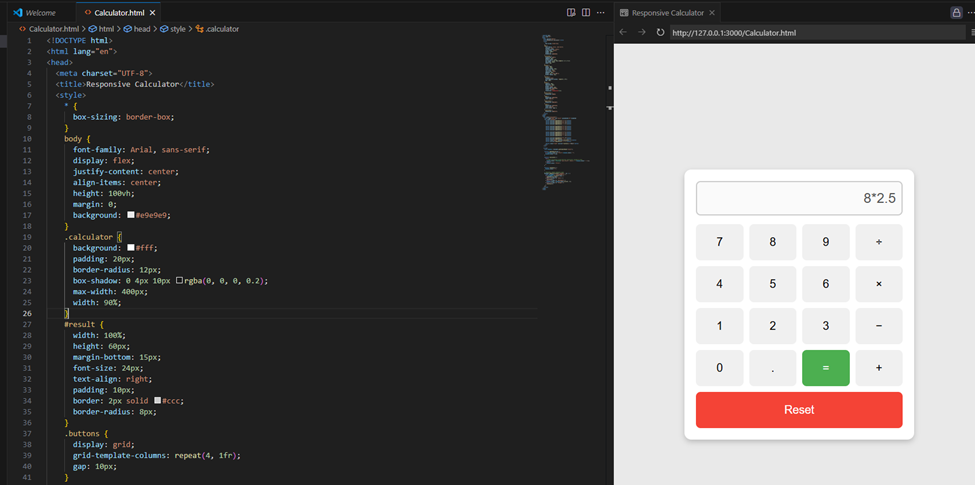 Welcome
Calculator.html
Calculator.html > html > head > style > .calculator
1 <!DOCTYPE html>
2 <html lang="en">
3 <head>
4 <meta charset="UTF-8">
5 <title>Responsive Calculator</title>
6 <style>
7 * {
8 box-sizing: border-box;
9 }
10 body {
11 font-family: Arial, sans-serif;
12 display: flex;
13 justify-content: center;
14 align-items: center;
15 height: 100vh;
16 margin: 0;
17 background: #e9e9e9;
18 }
19 .calculator {
20 background: #fff;
21 padding: 20px;
22 border-radius: 12px;
23 box-shadow: 0 4px 10px rgba(0, 0, 0, 0.2);
24 max-width: 400px;
25 width: 90%;
26 }
27 #result {
28 width: 100%;
29 height: 60px;
30 margin-bottom: 15px;
31 font-size: 24px;
32 text-align: right;
33 padding: 10px;
34 border: 2px solid #ccc;
35 border-radius: 8px;
36 }
37 .buttons {
38 display: grid;
39 grid-template-columns: repeat(4, 1fr);
40 gap: 10px;
41 }
Responsive Calculator
http://127.0.0.1:3000/Calculator.html
8*2.5
7 8 9 ÷
4 5 6 ×
1 2 3 −
0 . = +
Reset